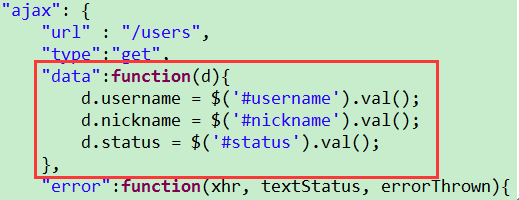 "ajax": {
"url" : "/users",
"type":"get",
"data":function(d){
d.username = $('#username').val();
d.nickname = $('#nickname').val();
d.status = $('#status').val();
},
"error":function(xhr, textStatus, errorThrown){